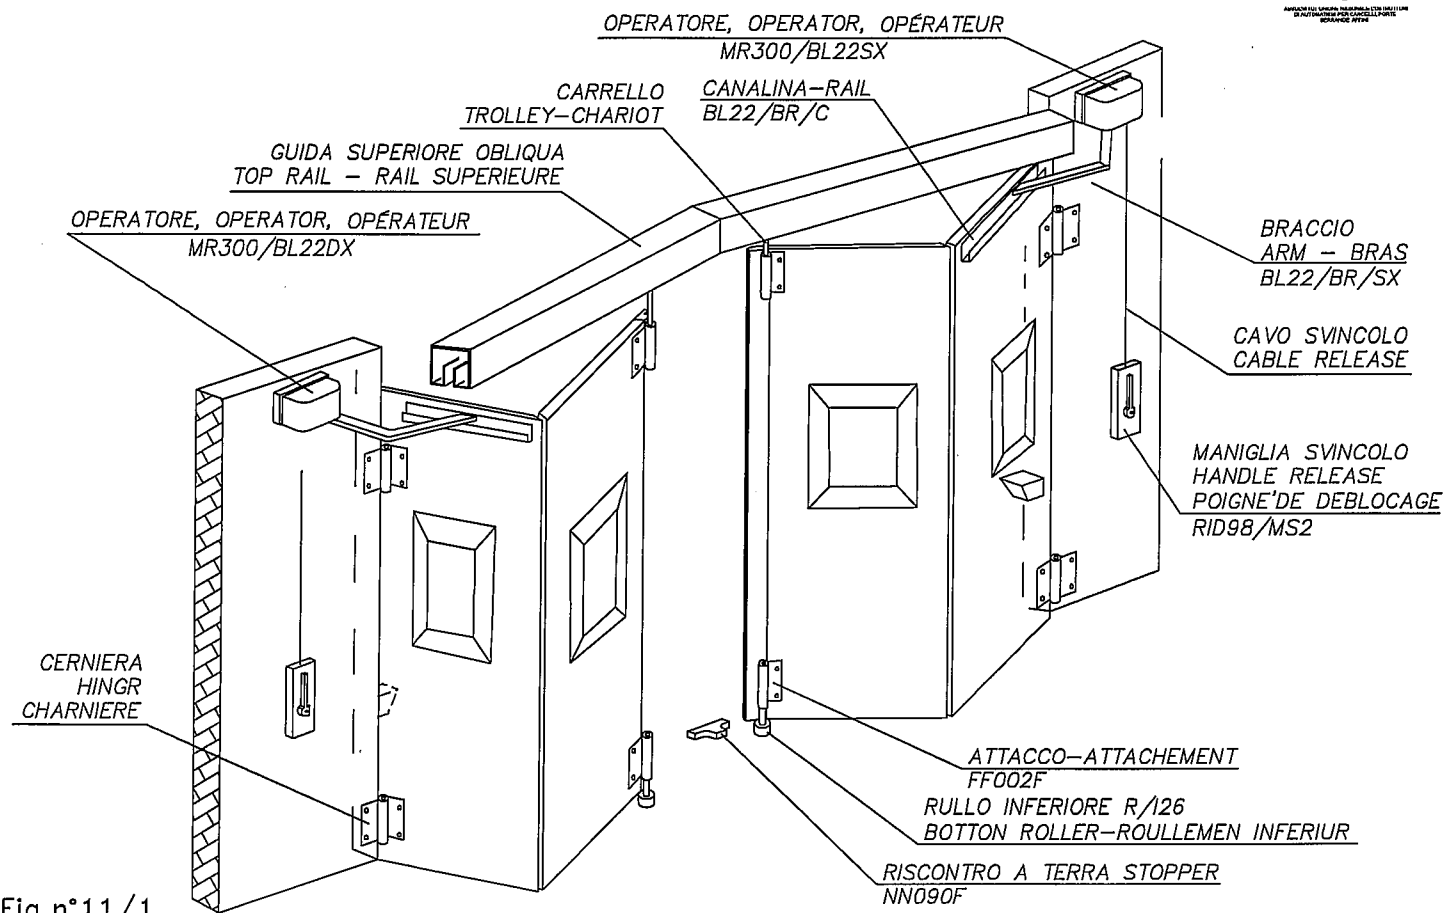 OPERATORE, OPERATOR, OPÉRATEUR
MR300/BL22SX
CARRELLO
TROLLEY-CHARIOT
CANALINA-RAIL
BL22/BR/C
GUIDA SUPERIORE OBLIQUA
TOP RAIL - RAIL SUPERIEURE
OPERATORE, OPERATOR, OPÉRATEUR
MR300/BL22DX
BRACCIO
ARM - BRAS
BL22/BR/SX
CAVO SVINCOLO
CABLE RELEASE
MANIGLIA SVINCOLO
HANDLE RELEASE
POIGNE'DE DEBLOCAGE
RID98/MS2
CERNIERA
HINGR
CHARNIERE
ATTACCO-ATTACHEMENT
FF002F
RULLO INFERIORE R/126
BOTTON ROLLER-ROULLEMEN INFERIUR
RISCONTRO A TERRA STOPPER
NN090F
Fig.n°11/1